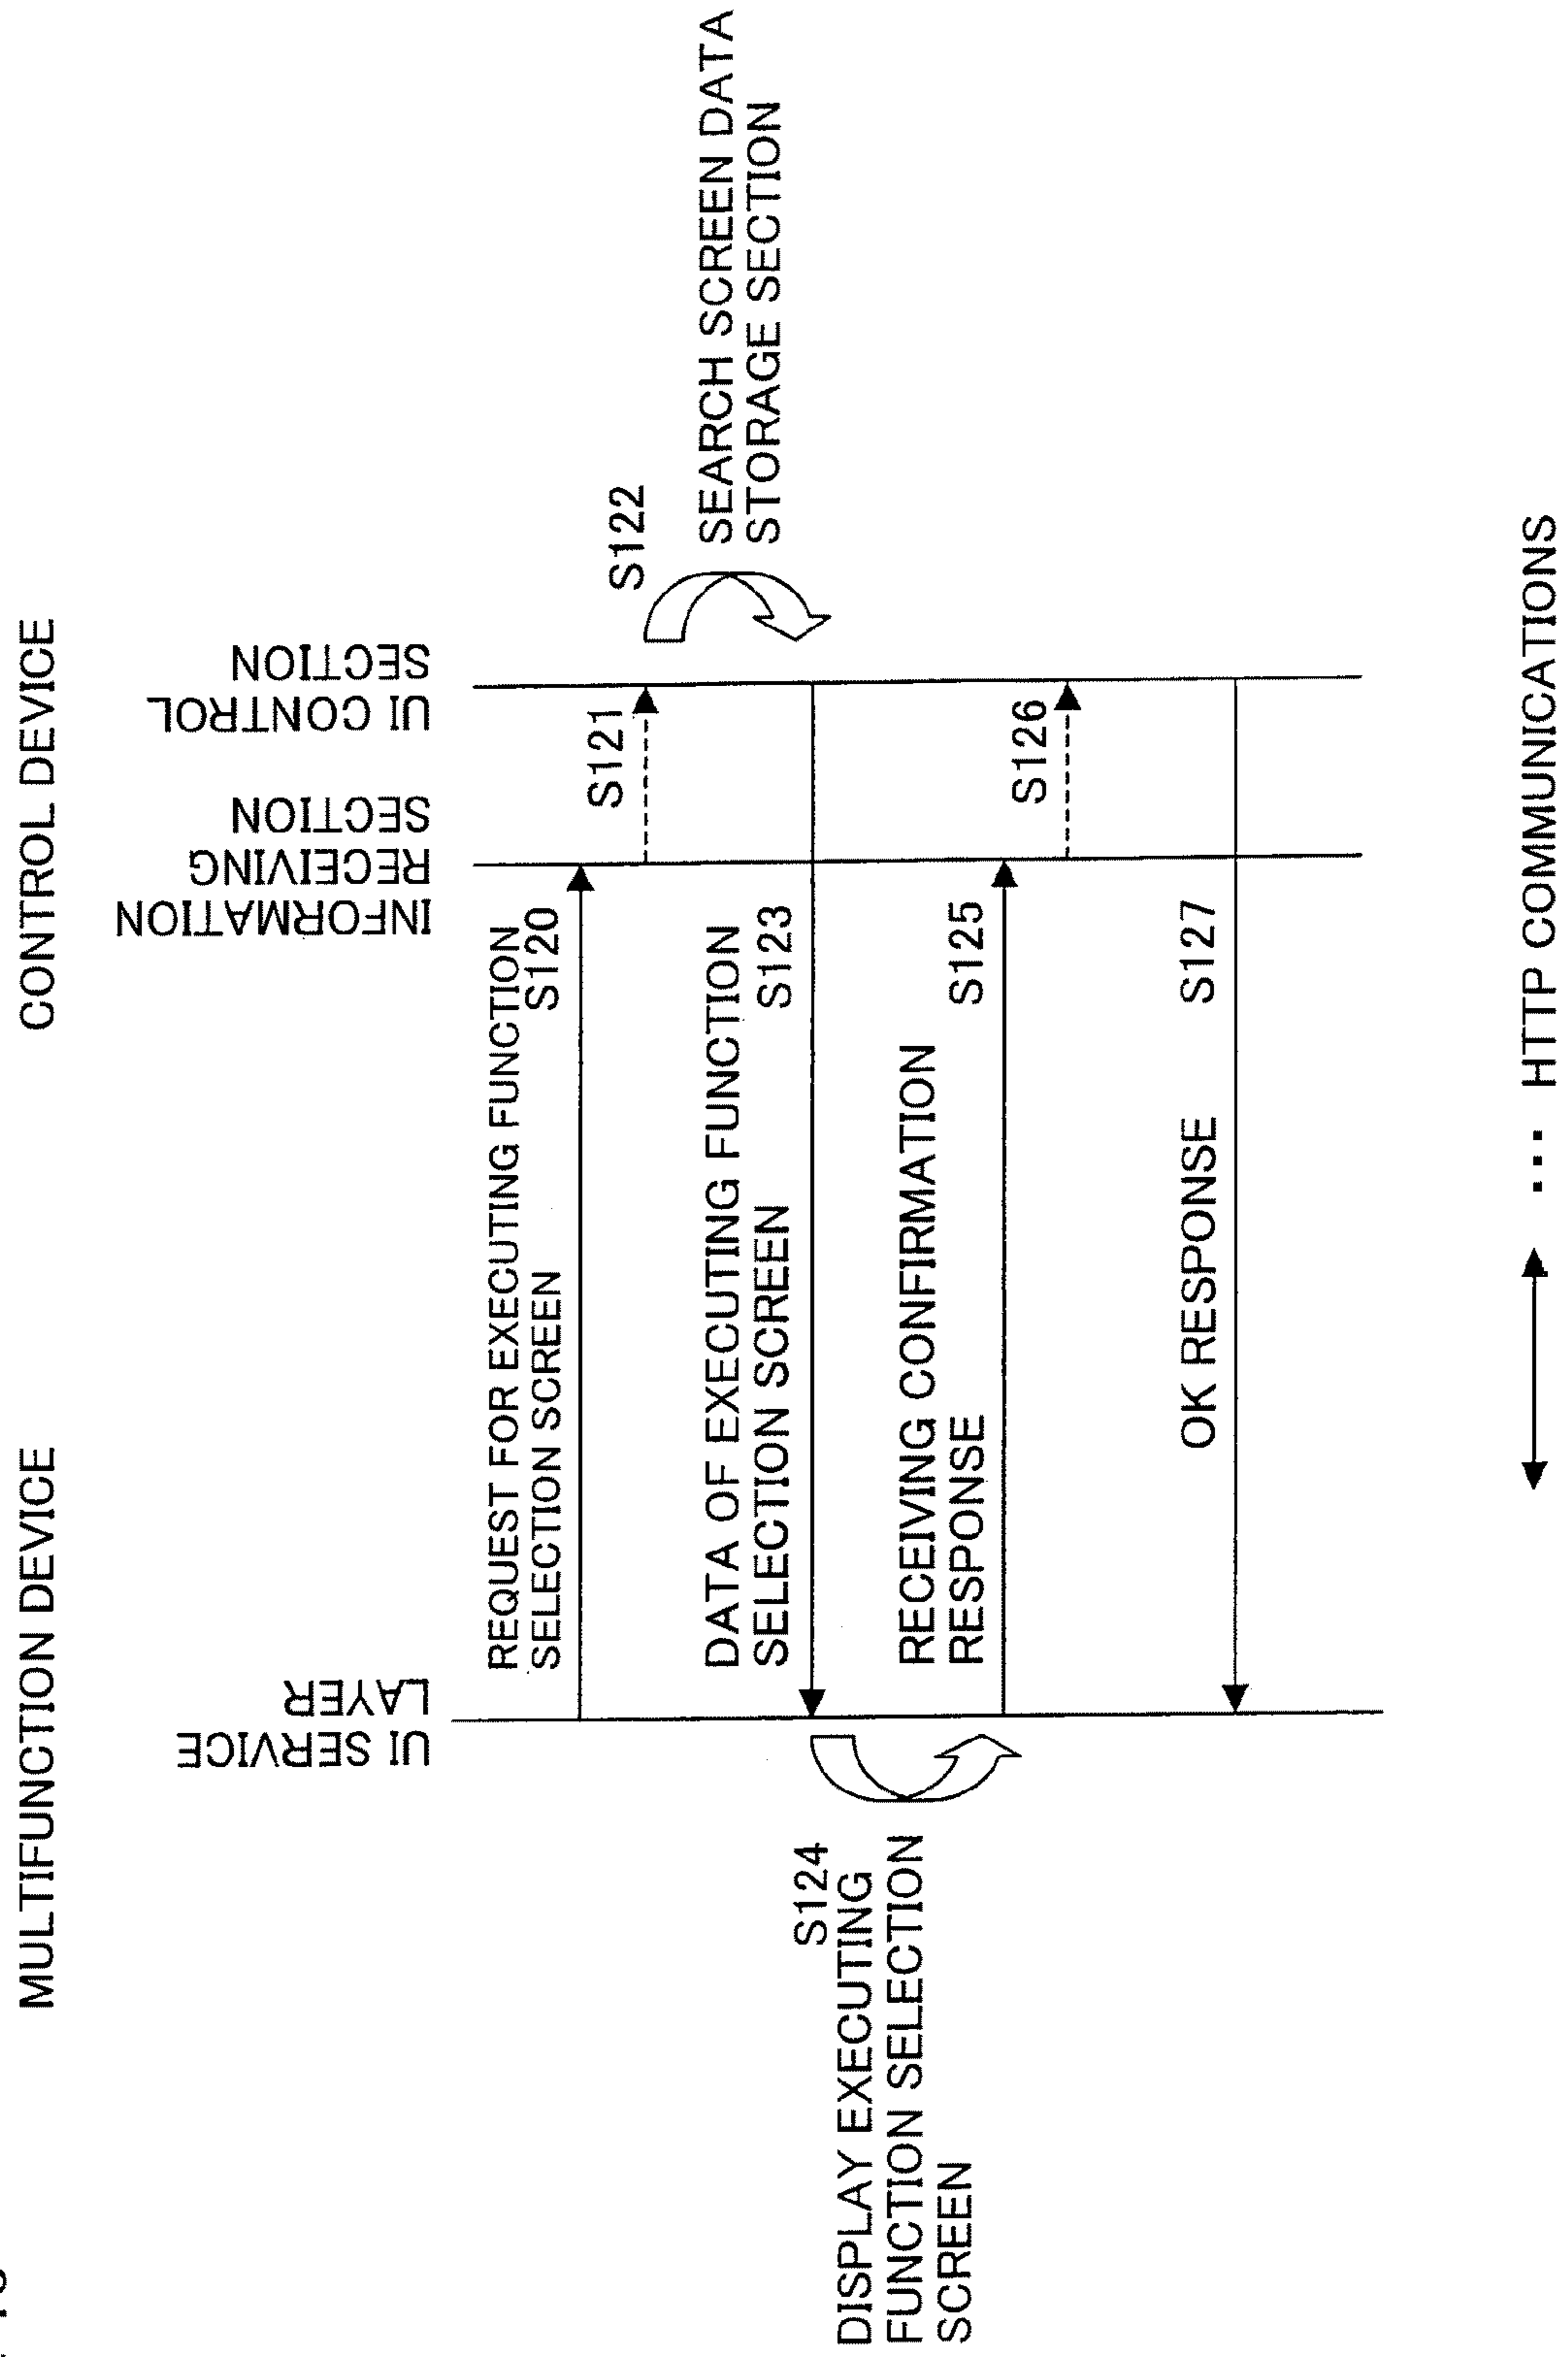 MULTIFUNCTION DEVICE
CONTROL DEVICE
UI SERVICE
LAYER
INFORMATION
RECEIVING
SECTION
UI CONTROL
SECTION
REQUEST FOR EXECUTING FUNCTION
SELECTION SCREEN
S120
S121
S122
SEARCH SCREEN DATA
STORAGE SECTION
DATA OF EXECUTING FUNCTION
SELECTION SCREEN
S123
S124
DISPLAY EXECUTING
FUNCTION SELECTION
SCREEN
RECEIVING CONFIRMATION
RESPONSE
S125
S126
OK RESPONSE
S127
... HTTP COMMUNICATIONS